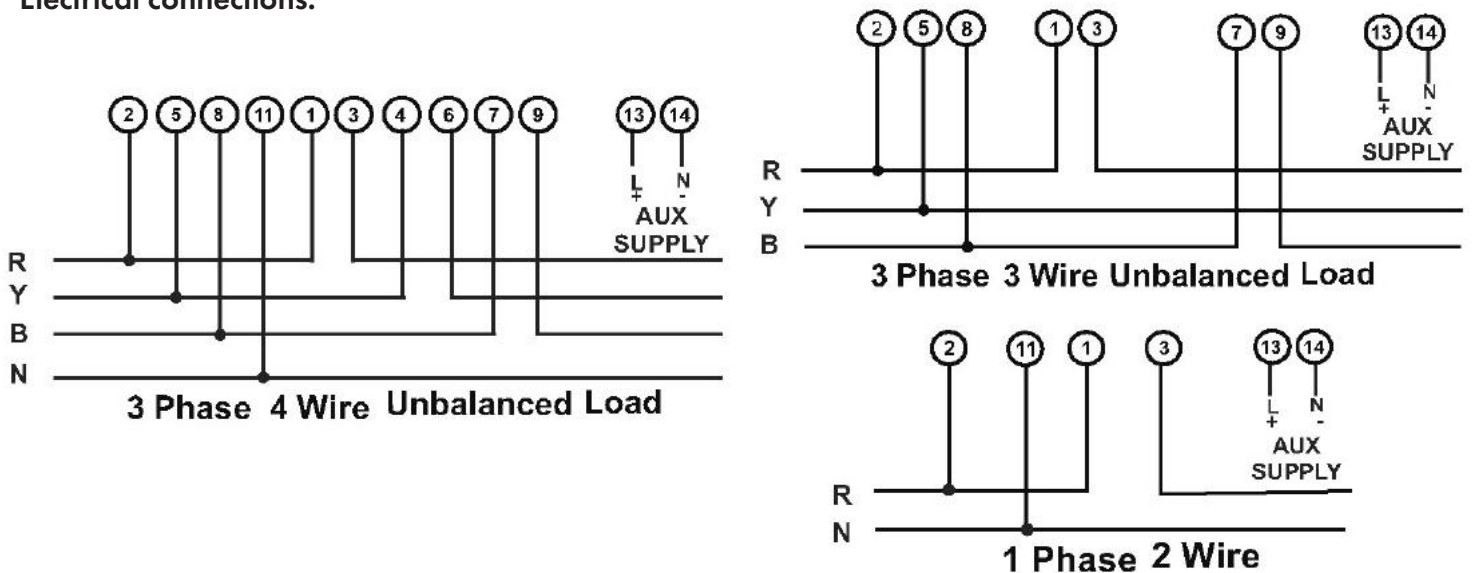 Electrical connections:
2 5 8 11 1 3 4 6 7 9 13 14
L N
+ -
AUX
SUPPLY
R
Y
B
N
3 Phase 4 Wire Unbalanced Load
2 5 8 1 3 7 9 13 14
L N
+ -
AUX
SUPPLY
R
Y
B
3 Phase 3 Wire Unbalanced Load
2 11 1 3 13 14
L N
+ -
AUX
SUPPLY
R
N
1 Phase 2 Wire